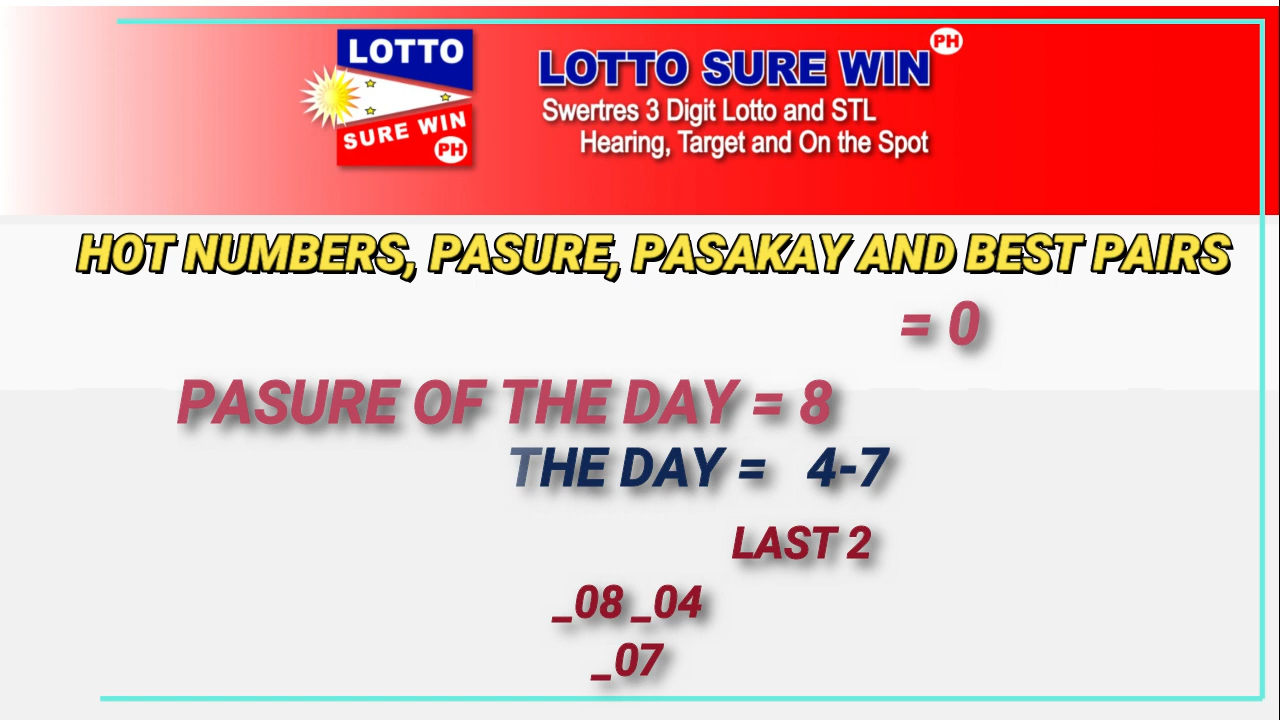 LOTTO
SURE WIN
PH
LOTTO SURE WIN PH
Swertres 3 Digit Lotto and STL
Hearing, Target and On the Spot
HOT NUMBERS, PASURE, PASAKAY AND BEST PAIRS
= 0
PASURE OF THE DAY = 8
THE DAY = 4-7
LAST 2
_08 _04
_07